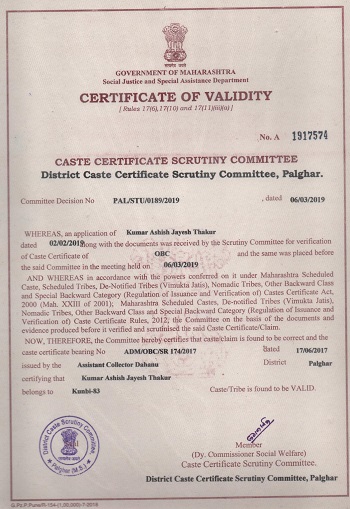 GOVERNMENT OF MAHARASHTRA
Social Justice and Special Assistance Department
CERTIFICATE OF VALIDITY
[ Rules 17(6),17(10) and 17(11)(ii)(a) ]
No. A 1917574
CASTE CERTIFICATE SCRUTINY COMMITTEE
District Caste Certificate Scrutiny Committee, Palghar.
Committee Decision No PAL/STU/0189/2019 , dated 06/03/2019
WHEREAS, an application of Kumar Ashish Jayesh Thakur
dated 02/02/2019 along with the documents was received by the Scrutiny Committee for verification
of Caste Certificate of OBC and the same was placed before
the said Committee in the meeting held on 06/03/2019
AND WHEREAS in accordance with the powers conferred on it under Maharashtra Scheduled
Caste, Scheduled Tribes, De-Notified Tribes (Vimukta Jatis), Nomadic Tribes, Other Backward Class
and Special Backward Category (Regulation of Issuance and Verification of) Castes Certificate Act,
2000 (Mah. XXIII of 2001); Maharashtra Scheduled Castes, De-notified Tribes (Vimukta Jatis),
Nomadic Tribes, Other Backward Class and Special Backward Category (Regulation of Issuance and
Verification of) Caste Certificate Rules, 2012; the Committee on the basis of the documents and
evidence produced before it verified and scrutinised the said Caste Certificate/Claim.
NOW, THEREFORE, the Committee hereby certifies that caste/claim is found to be correct and the
caste certificate bearing No ADM/OBC/SR 174/2017 dated 17/06/2017
issued by the Assistant Collector Dahanu District Palghar
certifying that Kumar Ashish Jayesh Thakur
belongs to Kunbi-83 Caste/Tribe is found to be VALID.
District Caste Scrutiny Committee
Palghar (M.S.)
Member
(Dy. Commissioner Social Welfare)
Caste Certificate Scrutiny Committee.
District Caste Certificate Scrutiny Committee, Palghar